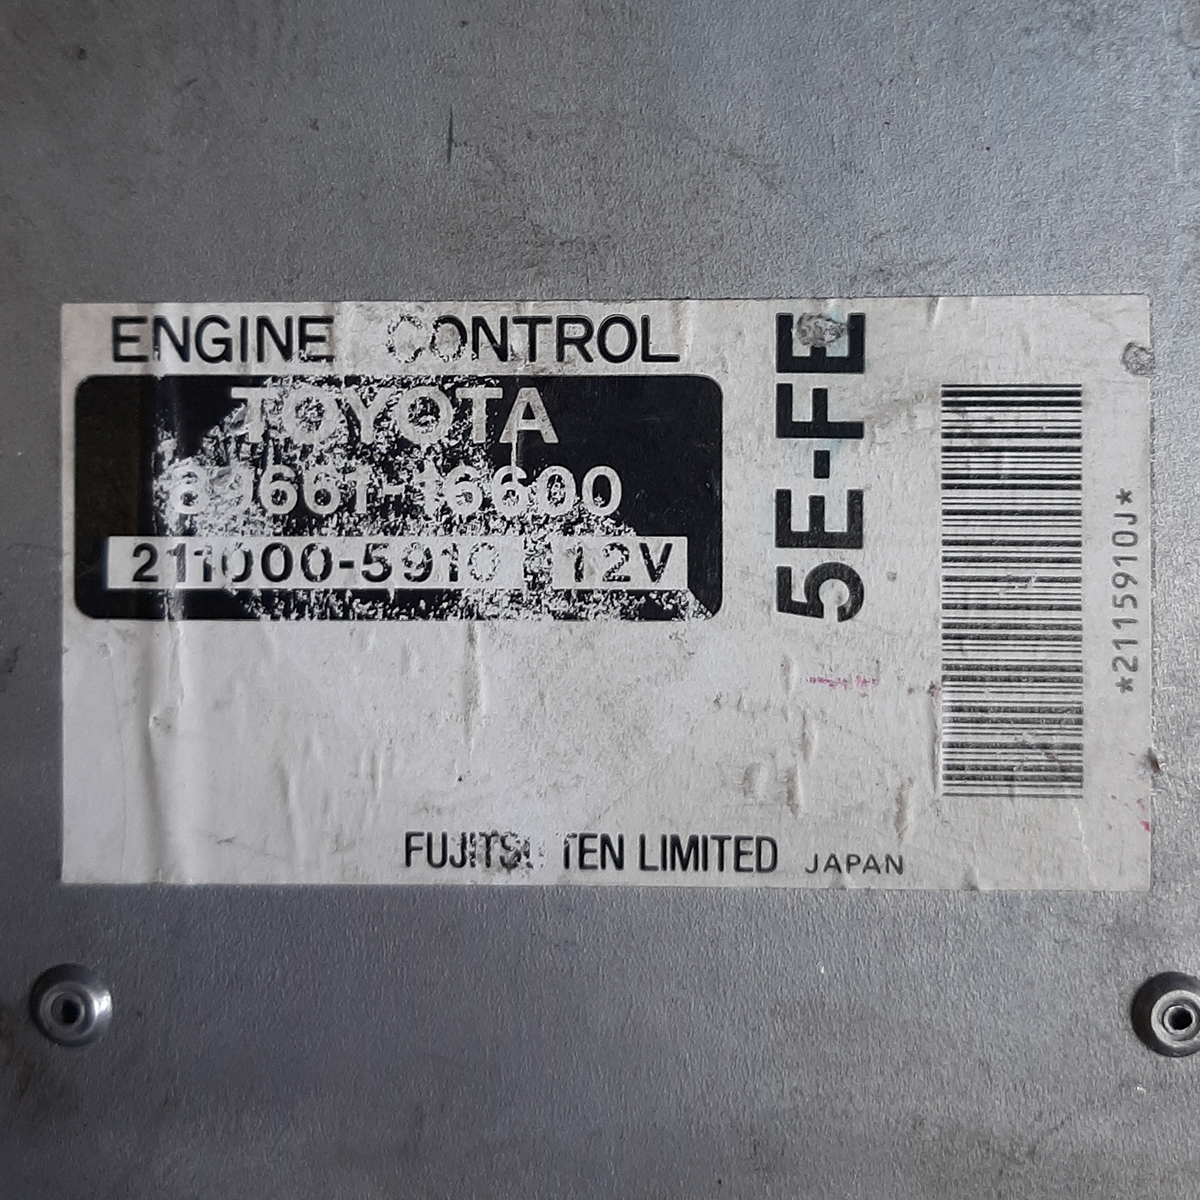 ENGINE CONTROL
TOYOTA
89661-16600
211000-5910 12V
5E-FE
*2115910J*
FUJITSU TEN LIMITED JAPAN